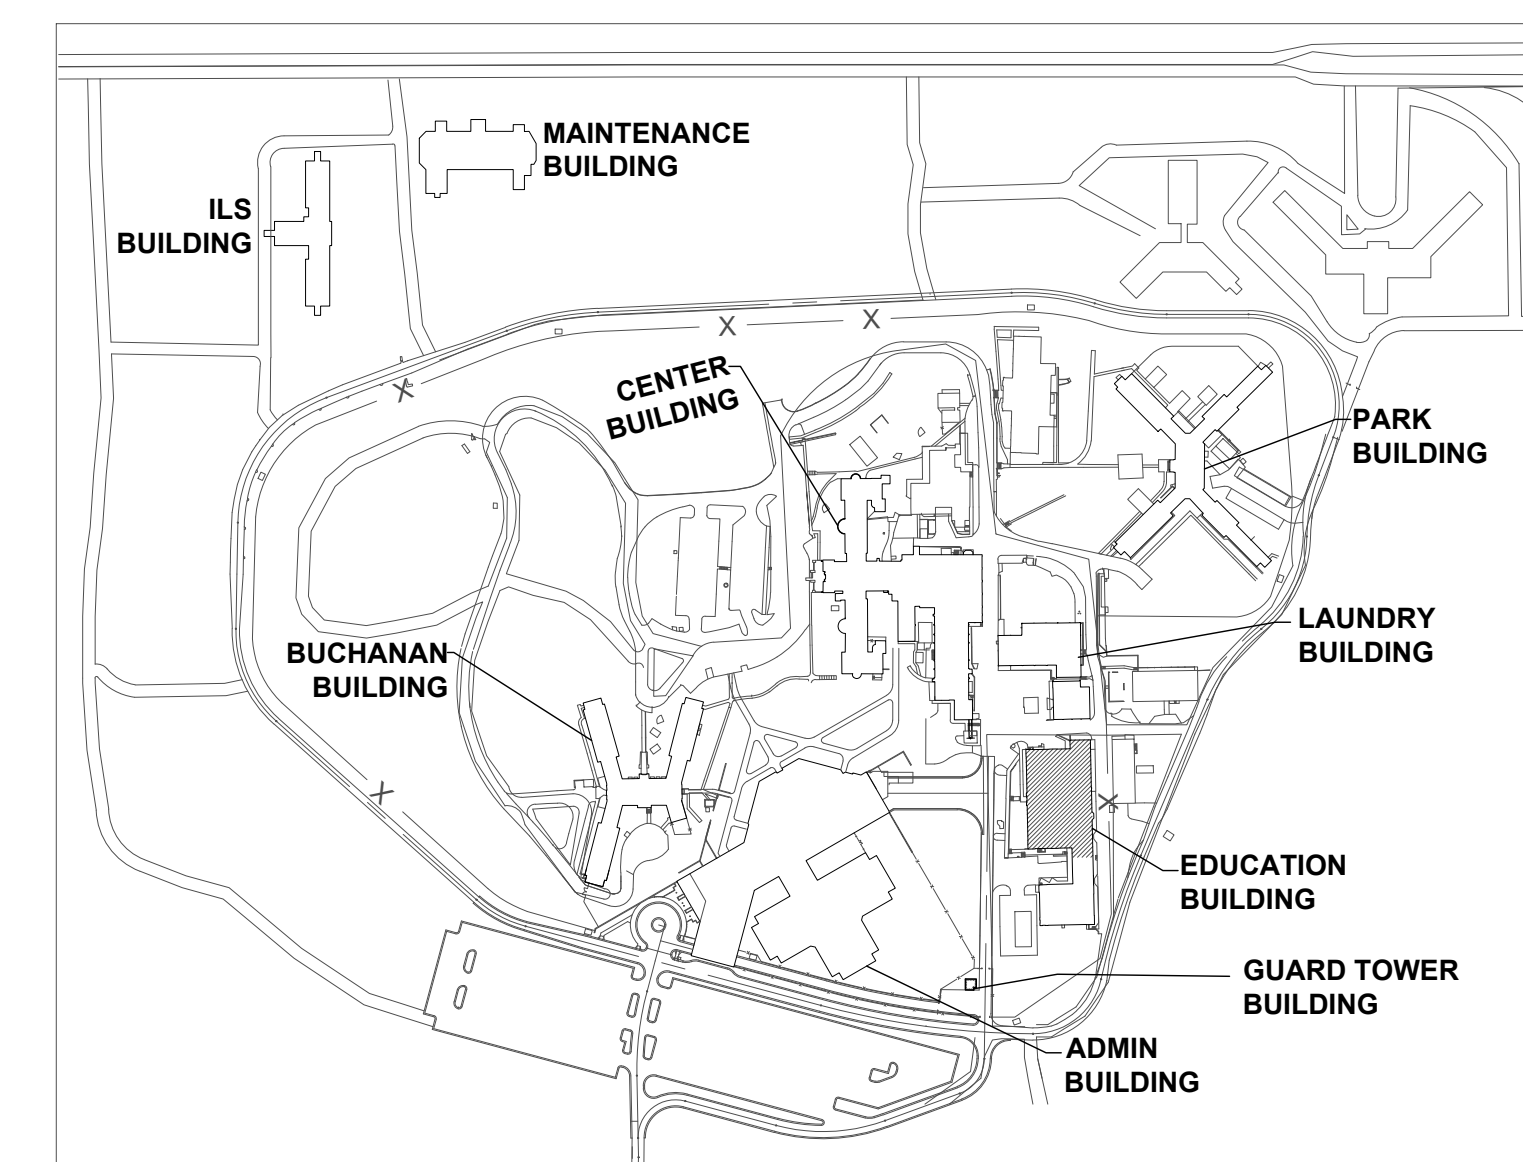 MAINTENANCE
BUILDING
ILS
BUILDING
X
X
X
CENTER
BUILDING
PARK
BUILDING
LAUNDRY
BUILDING
BUCHANAN
BUILDING
X
X
EDUCATION
BUILDING
GUARD TOWER
BUILDING
ADMIN
BUILDING